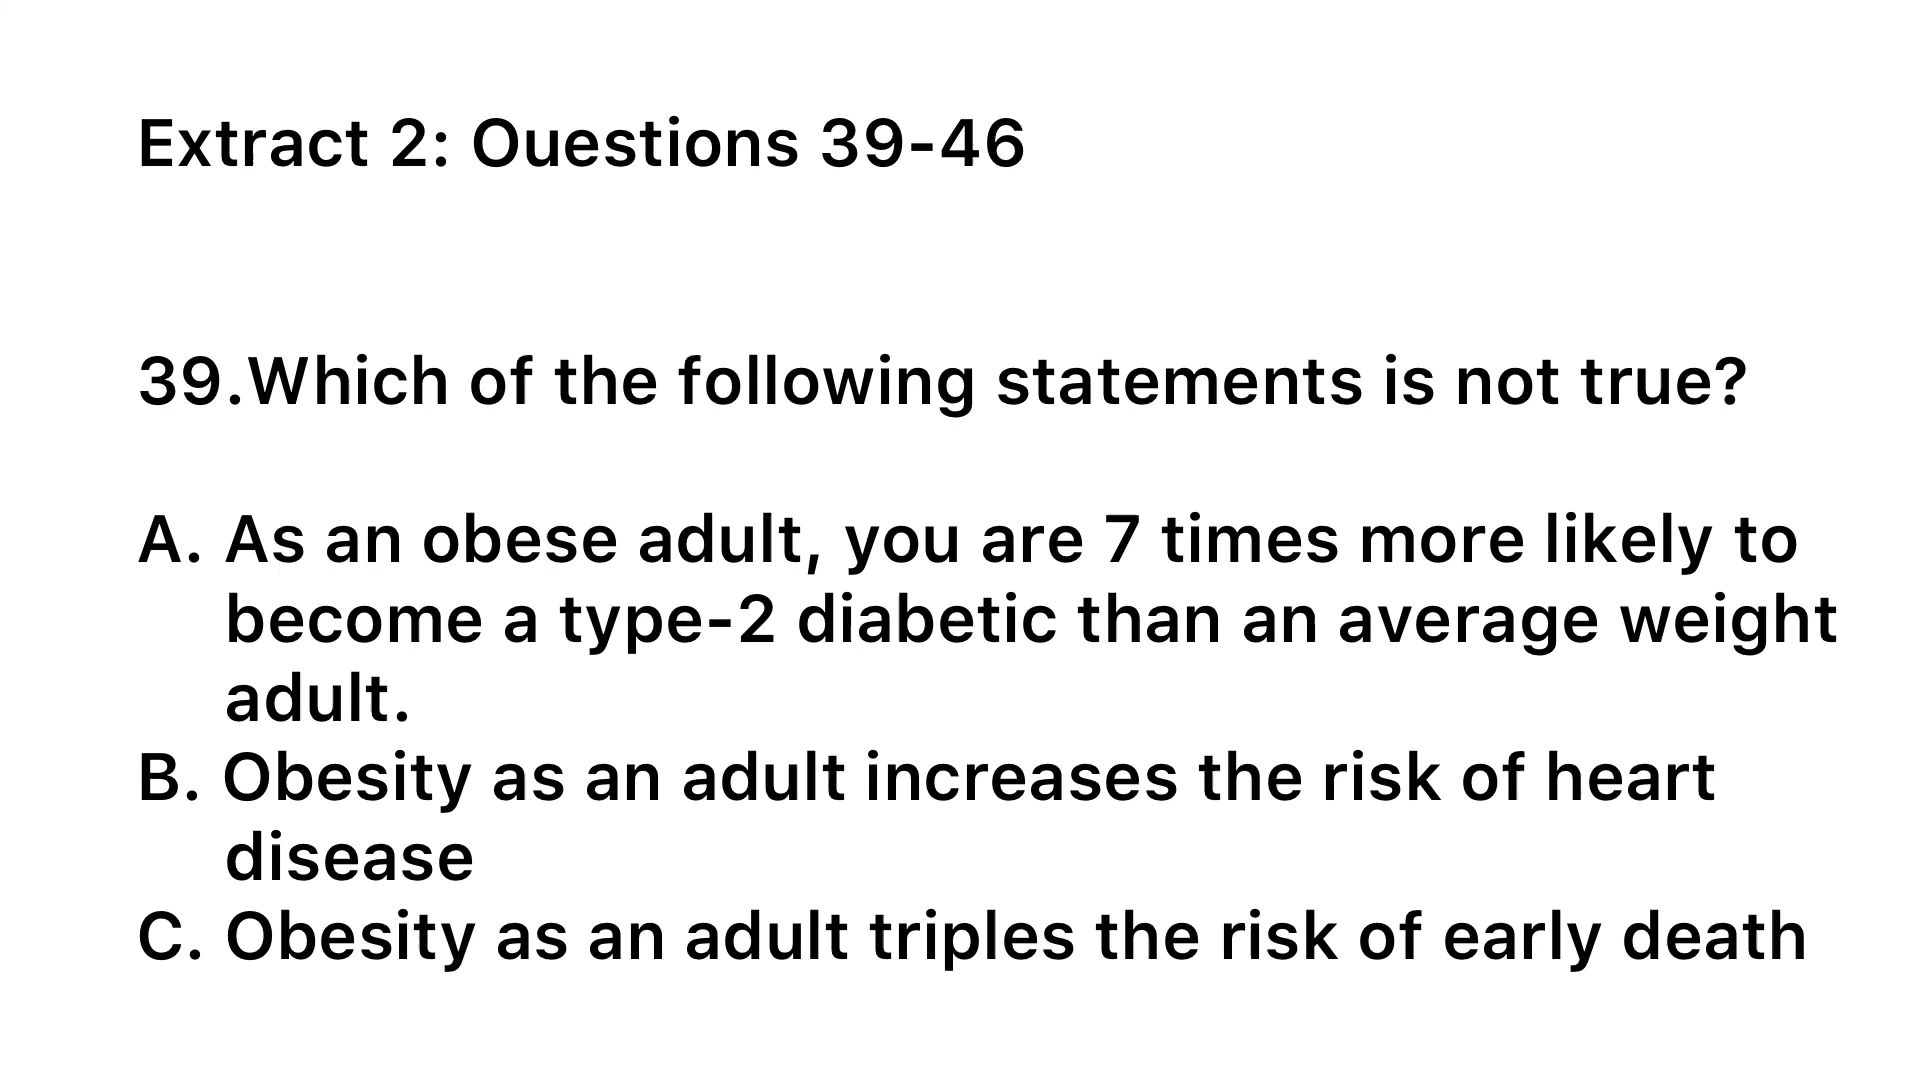 Extract 2: Ouestions 39-46
39.Which of the following statements is not true?
A. As an obese adult, you are 7 times more likely to
become a type-2 diabetic than an average weight
adult.
B. Obesity as an adult increases the risk of heart
disease
C. Obesity as an adult triples the risk of early death